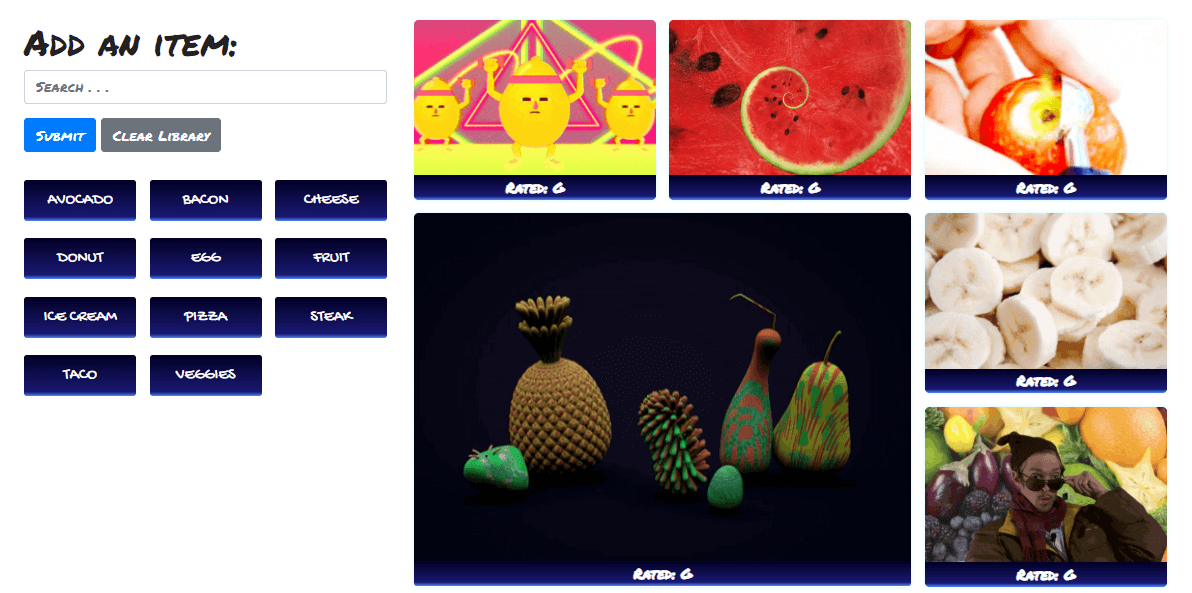 Add an item:
Search . . .
Submit Clear Library
AVOCADO BACON CHEESE
DONUT EGG FRUIT
ICE CREAM PIZZA STEAK
TACO VEGGIES
Rated: G Rated: G Rated: G
Rated: G
Rated: G
Rated: G